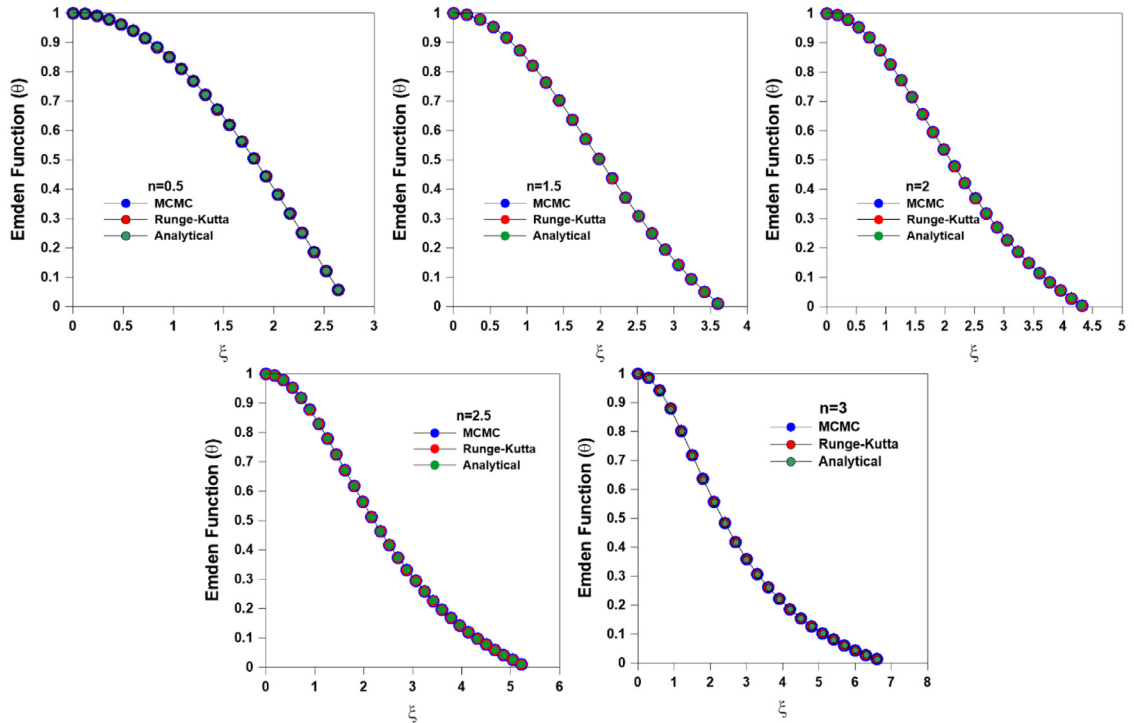 Emden Function (θ)
1
0.9
0.8
0.7
0.6
0.5
0.4
0.3
0.2
0.1
0
n=0.5
MCMC
Runge-Kutta
Analytical
0 0.5 1 1.5 2 2.5 3
ξ
Emden Function (θ)
1
0.9
0.8
0.7
0.6
0.5
0.4
0.3
0.2
0.1
0
n=1.5
MCMC
Runge-Kutta
Analytical
0 0.5 1 1.5 2 2.5 3 3.5 4
ξ
Emden Function (θ)
1
0.9
0.8
0.7
0.6
0.5
0.4
0.3
0.2
0.1
0
n=2
MCMC
Runge-Kutta
Analytical
0 0.5 1 1.5 2 2.5 3 3.5 4 4.5 5
ξ
Emden Function (θ)
1
0.9
0.8
0.7
0.6
0.5
0.4
0.3
0.2
0.1
0
n=2.5
MCMC
Runge-Kutta
Analytical
0 1 2 3 4 5 6
ξ
Emden Function (θ)
1
0.9
0.8
0.7
0.6
0.5
0.4
0.3
0.2
0.1
0
n=3
MCMC
Runge-Kutta
Analytical
0 1 2 3 4 5 6 7 8
ξ